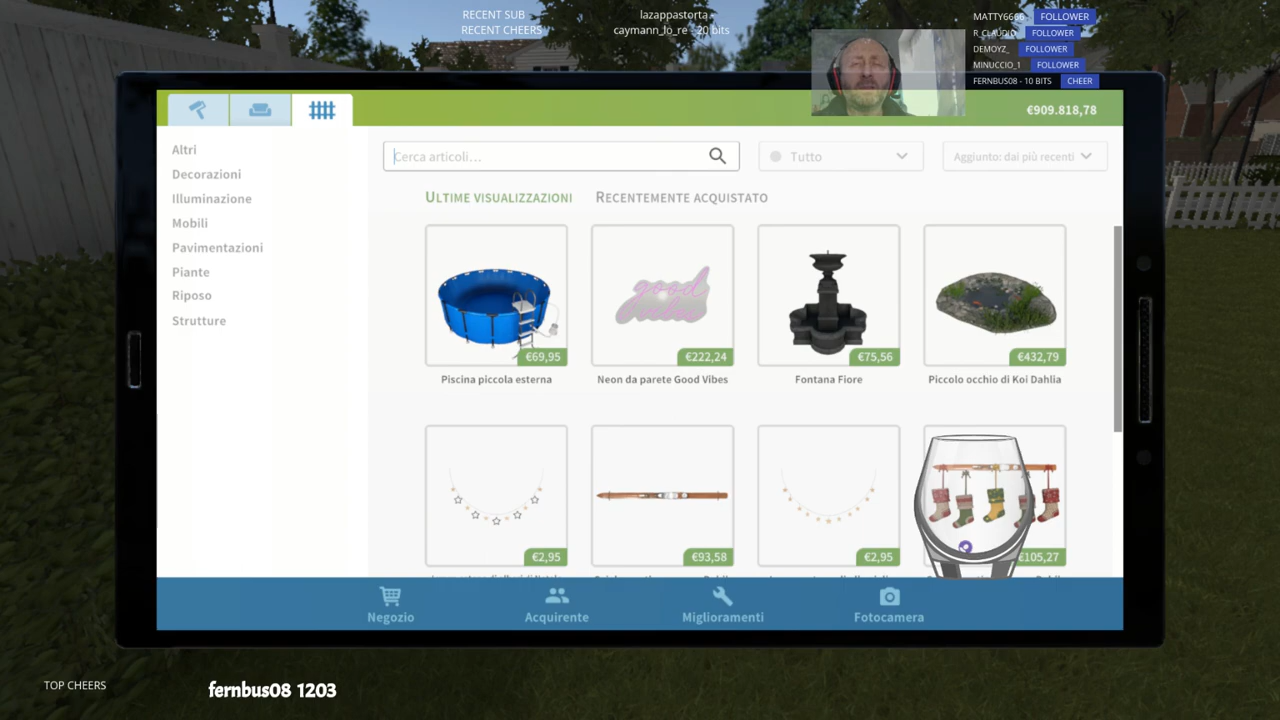 RECENT SUB
lazappastorta -
RECENT CHEERS
caymann_lo_re - 20 bits
MATTY6666 FOLLOWER
R_CLAUDIO_ FOLLOWER
DEMOYZ_ FOLLOWER
MINUCCIO_1 FOLLOWER
FERNBUS08 - 10 BITS CHEER
€909.818,78
Altri
Decorazioni
Illuminazione
Mobili
Pavimentazioni
Piante
Riposo
Strutture
Cerca articoli...
Tutto
Aggiunto: dai più recenti
ULTIME VISUALIZZAZIONI
RECENTEMENTE ACQUISTATO
good
vibes
€69,95
€222,24
€75,56
€432,79
Piscina piccola esterna
Neon da parete Good Vibes
Fontana Fiore
Piccolo occhio di Koi Dahlia
€2,95
€93,58
€2,95
€105,27
Negozio
Acquirente
Miglioramenti
Fotocamera
TOP CHEERS
fernbus08 1203